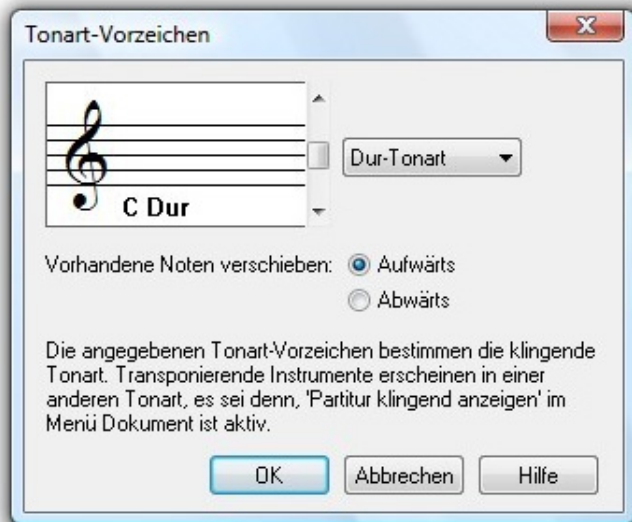 Tonart-Vorzeichen
C Dur
Dur-Tonart
Vorhandene Noten verschieben:
Aufwärts
Abwärts
Die angegebenen Tonart-Vorzeichen bestimmen die klingende
Tonart. Transponierende Instrumente erscheinen in einer
anderen Tonart, es sei denn, 'Partitur klingend anzeigen' im
Menü Dokument ist aktiv.
OK
Abbrechen
Hilfe